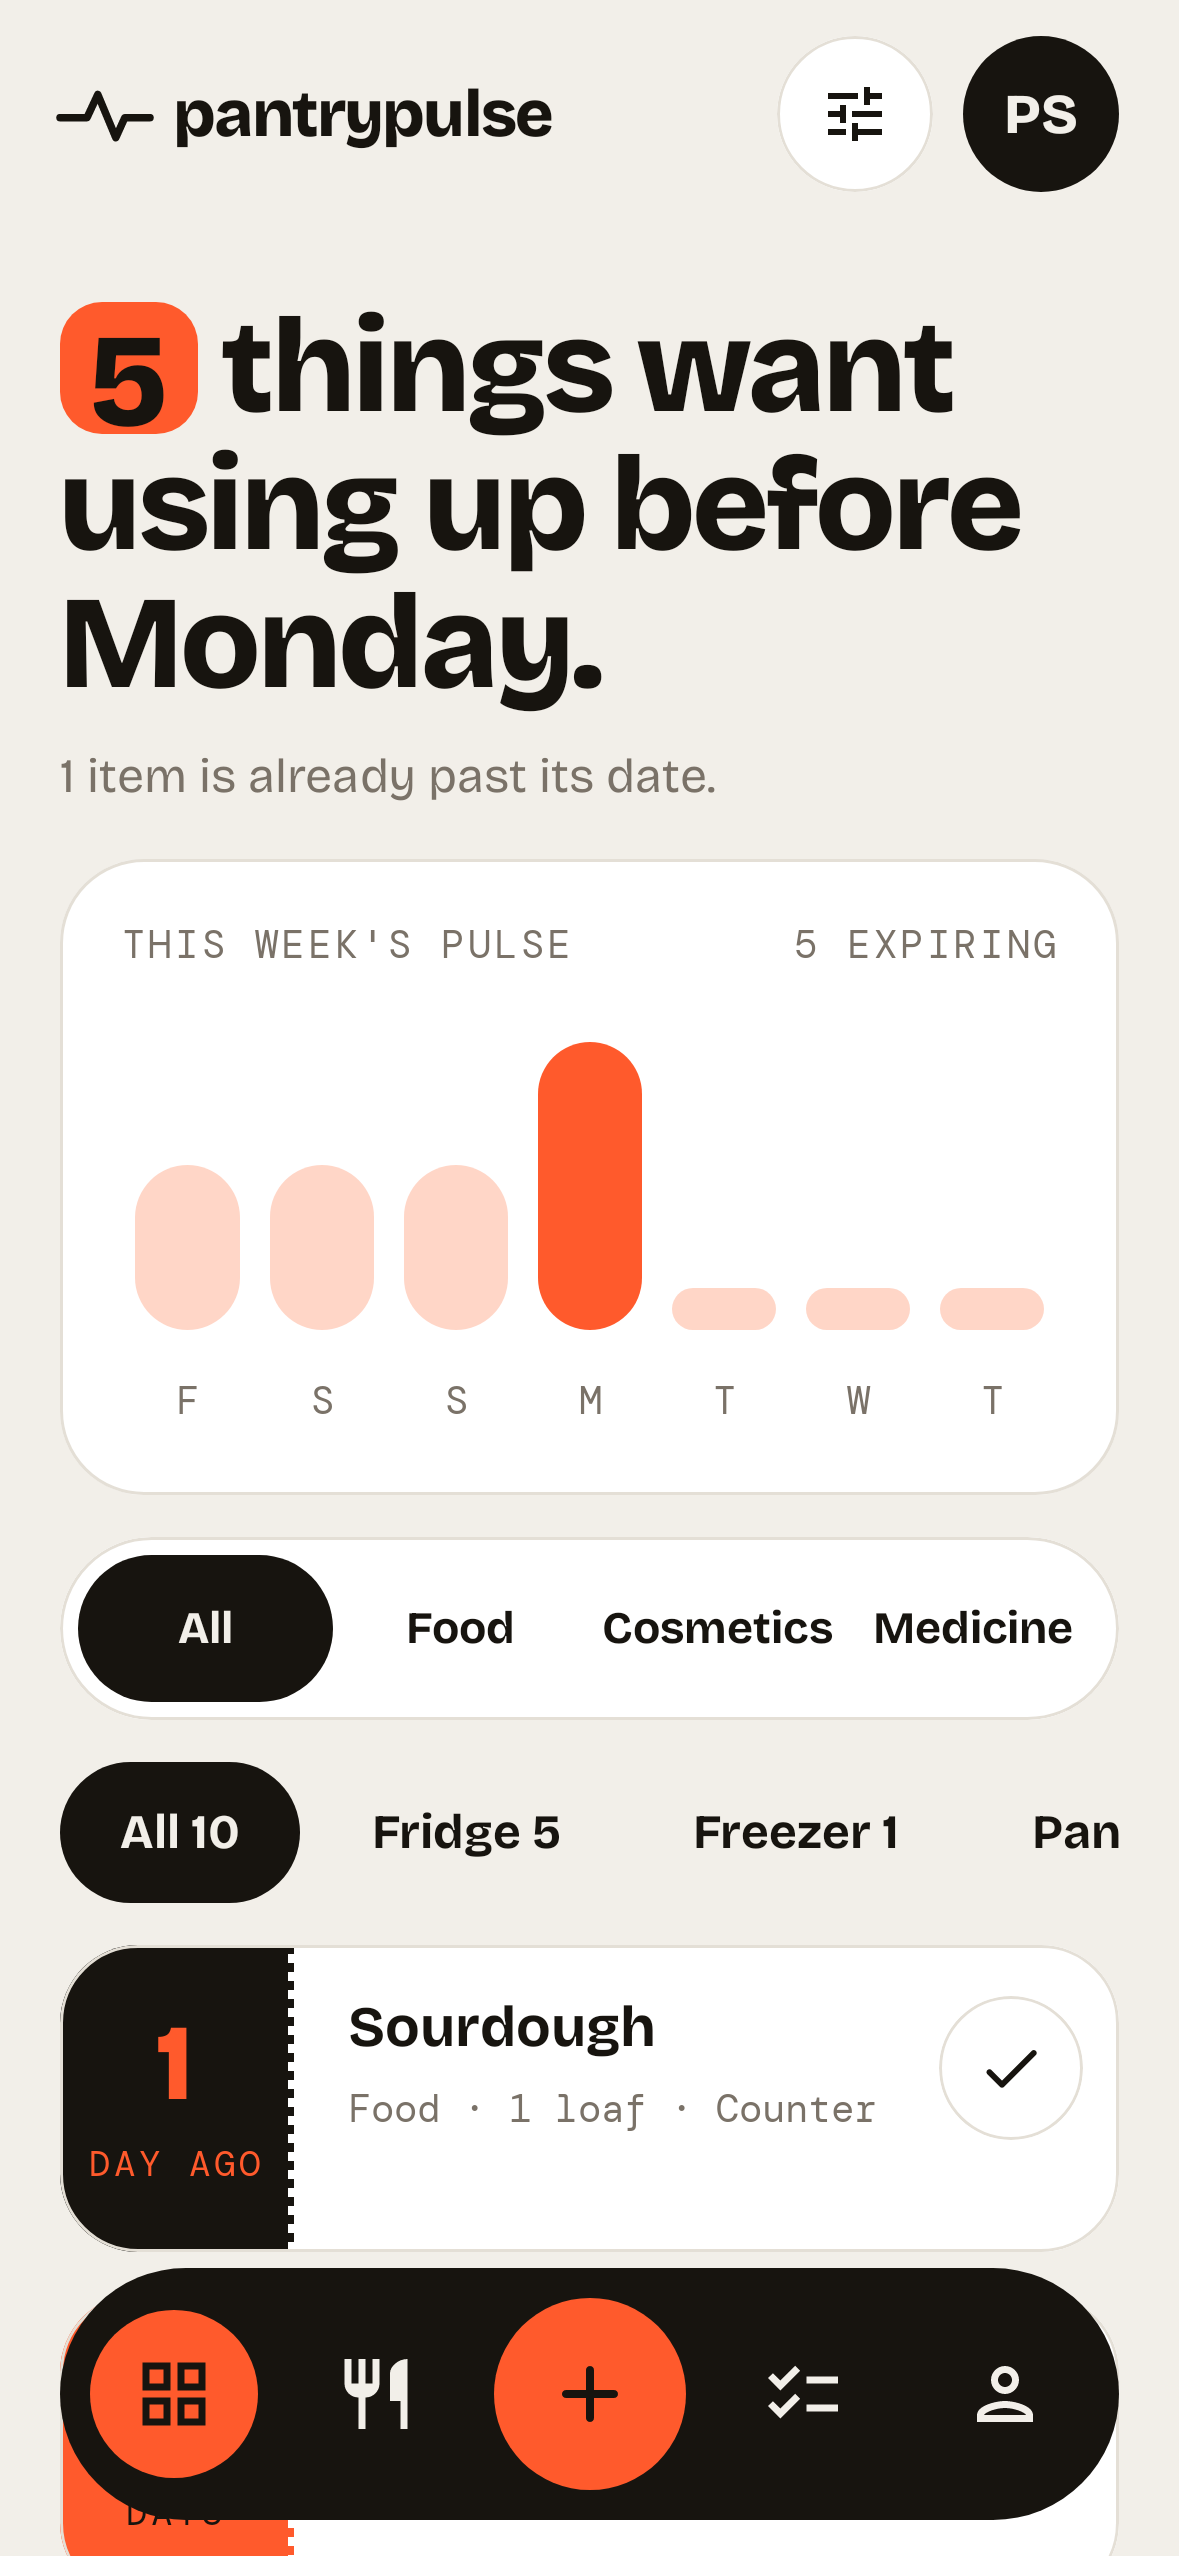 pantrypulse
PS
5 things want
using up before
Monday.
1 item is already past its date.
THIS WEEK'S PULSE 5 EXPIRING
F S S M T W T
All Food Cosmetics Medicine
All 10 Fridge 5 Freezer 1 Pan
1
DAY AGO
Sourdough
Food · 1 loaf · Counter